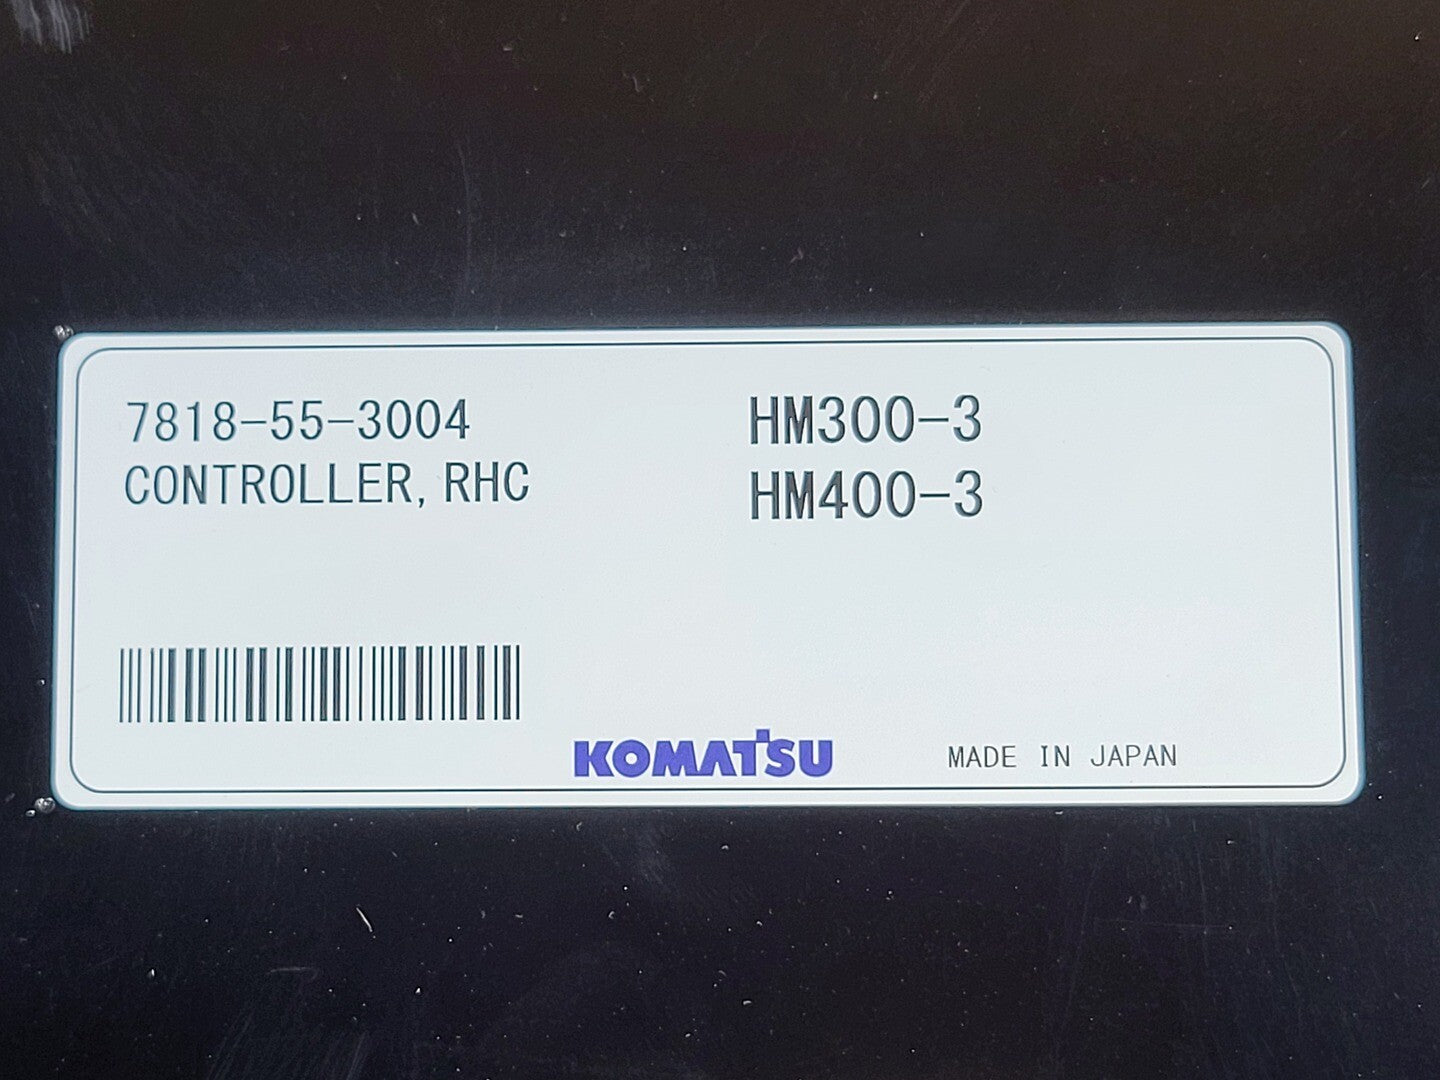 7818-55-3004
CONTROLLER, RHC
HM300-3
HM400-3
KOMATSU
MADE IN JAPAN